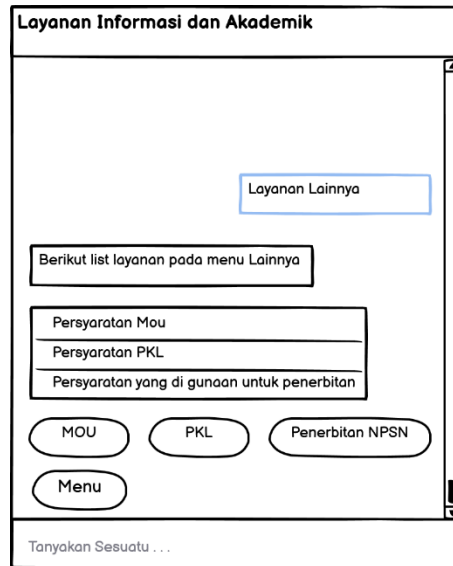 Layanan Informasi dan Akademik
Layanan Lainnya
Berikut list layanan pada menu Lainnya
Persyaratan Mou
Persyaratan PKL
Persyaratan yang di gunaan untuk penerbitan
MOU PKL Penerbitan NPSN
Menu
Tanyakan Sesuatu . . .